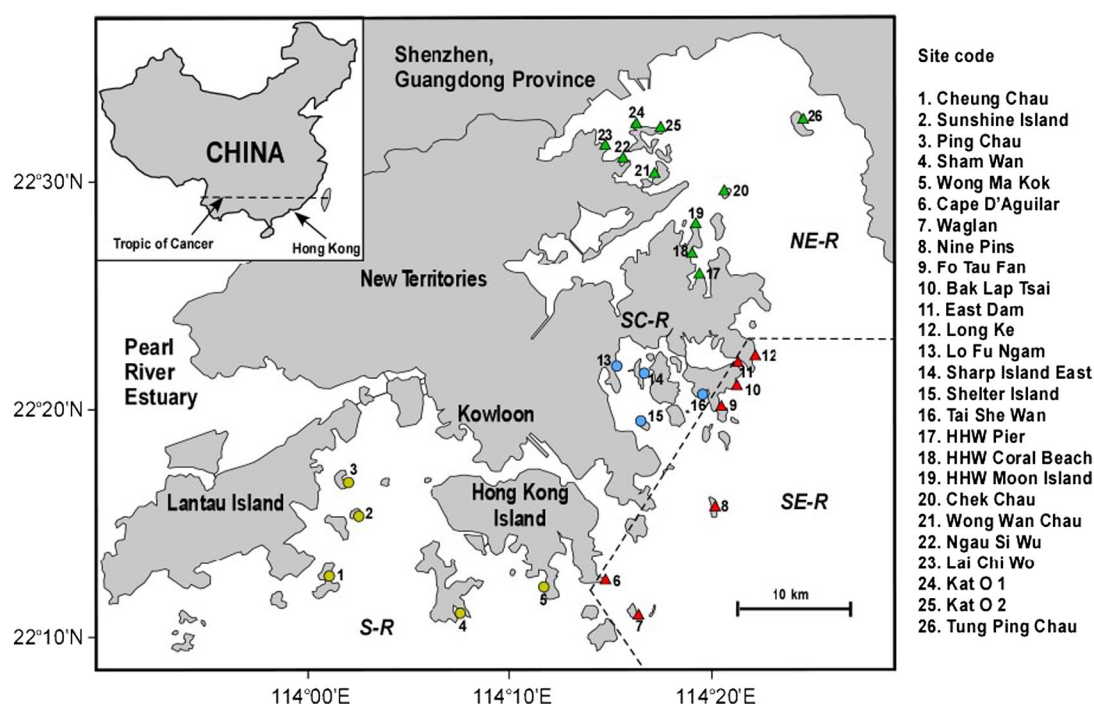 Shenzhen,
Guangdong Province
CHINA
Tropic of Cancer
Hong Kong
22°30'N
22°20'N
22°10'N
114°00'E
114°10'E
114°20'E
New Territories
Pearl
River
Estuary
Kowloon
Lantau Island
Hong Kong
Island
NE-R
SC-R
SE-R
S-R
10 km
24
25
26
23
22
21
20
19
18
17
13
14
15
16
12
11
10
9
8
3
2
1
4
5
6
7
Site code
1. Cheung Chau
2. Sunshine Island
3. Ping Chau
4. Sham Wan
5. Wong Ma Kok
6. Cape D'Aguilar
7. Waglan
8. Nine Pins
9. Fo Tau Fan
10. Bak Lap Tsai
11. East Dam
12. Long Ke
13. Lo Fu Ngam
14. Sharp Island East
15. Shelter Island
16. Tai She Wan
17. HHW Pier
18. HHW Coral Beach
19. HHW Moon Island
20. Chek Chau
21. Wong Wan Chau
22. Ngau Si Wu
23. Lai Chi Wo
24. Kat O 1
25. Kat O 2
26. Tung Ping Chau